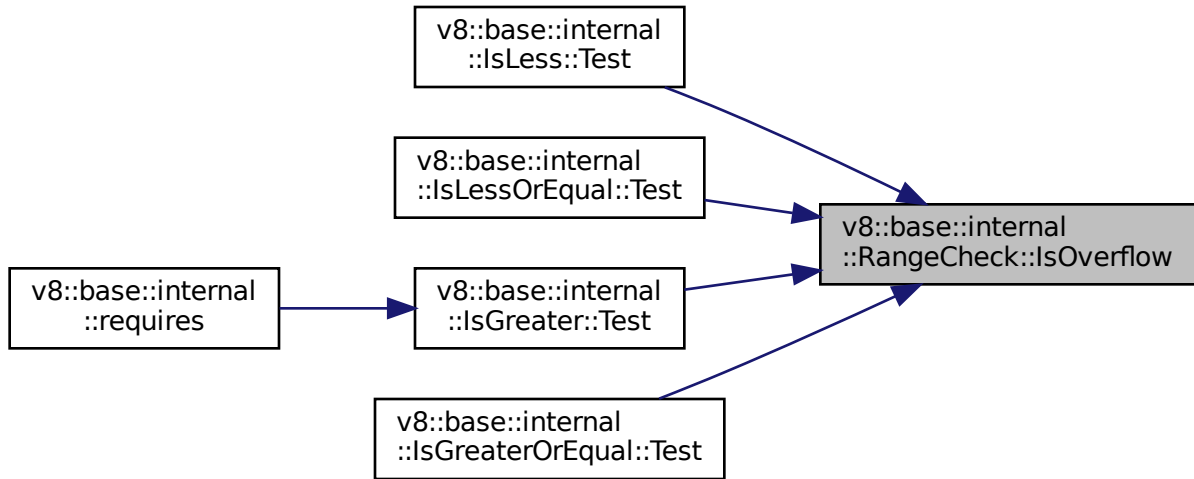 v8::base::internal
::IsLess::Test
v8::base::internal
::IsLessOrEqual::Test
v8::base::internal
::RangeCheck::IsOverflow
v8::base::internal
::requires
v8::base::internal
::IsGreater::Test
v8::base::internal
::IsGreaterOrEqual::Test